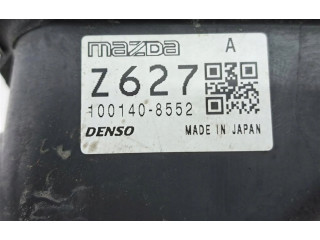 mazda A
Z627
100140-8552
DENSO MADE IN JAPAN